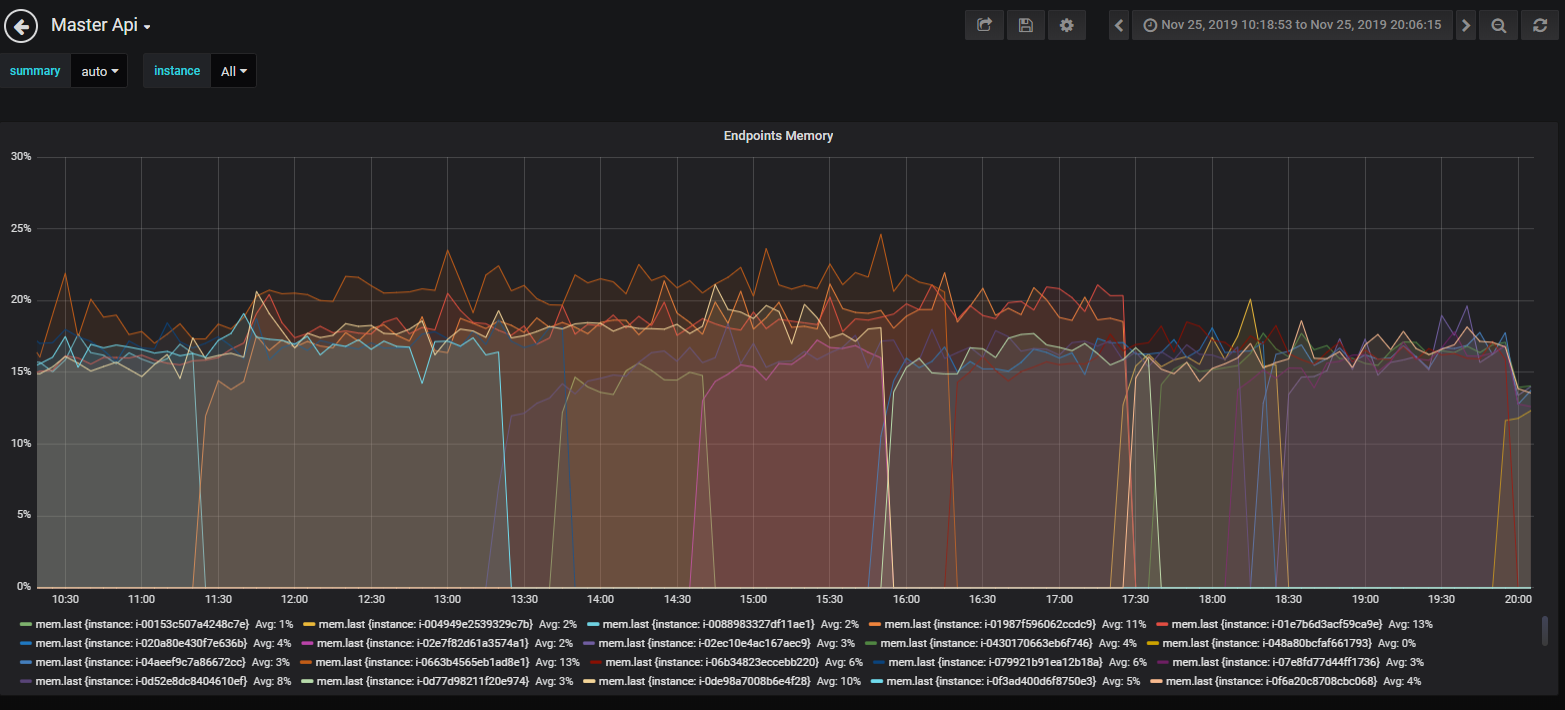 Master Api
Nov 25, 2019 10:18:53 to Nov 25, 2019 20:06:15
summary auto instance All
Endpoints Memory
30%
25%
20%
15%
10%
5%
0%
10:30 11:00 11:30 12:00 12:30 13:00 13:30 14:00 14:30 15:00 15:30 16:00 16:30 17:00 17:30 18:00 18:30 19:00 19:30 20:00
mem.last {instance: i-00153c507a4248c7e} Avg: 1% mem.last {instance: i-004949e2539329c7b} Avg: 2% mem.last {instance: i-0088983327df11ae1} Avg: 2% mem.last {instance: i-01987f596062ccdc9} Avg: 11% mem.last {instance: i-01e7b6d3acf59ca9e} Avg: 13%
mem.last {instance: i-020a80e430f7e636b} Avg: 4% mem.last {instance: i-02e7f82d61a3574a1} Avg: 2% mem.last {instance: i-02ec10e4ac167aec9} Avg: 3% mem.last {instance: i-0430170663eb6f746} Avg: 4% mem.last {instance: i-048a80bcfaf661793} Avg: 0%
mem.last {instance: i-04aeef9c7a86672cc} Avg: 3% mem.last {instance: i-0663b4565eb1ad8e1} Avg: 13% mem.last {instance: i-06b34823eccebb220} Avg: 6% mem.last {instance: i-079921b91ea12b18a} Avg: 6% mem.last {instance: i-07e8fd77d44ff1736} Avg: 3%
mem.last {instance: i-0d52e8dc8404610ef} Avg: 8% mem.last {instance: i-0d77d98211f20e974} Avg: 3% mem.last {instance: i-0de98a7008b6e4f28} Avg: 10% mem.last {instance: i-0f3ad400d6f8750e3} Avg: 5% mem.last {instance: i-0f6a20c8708cbc068} Avg: 4%